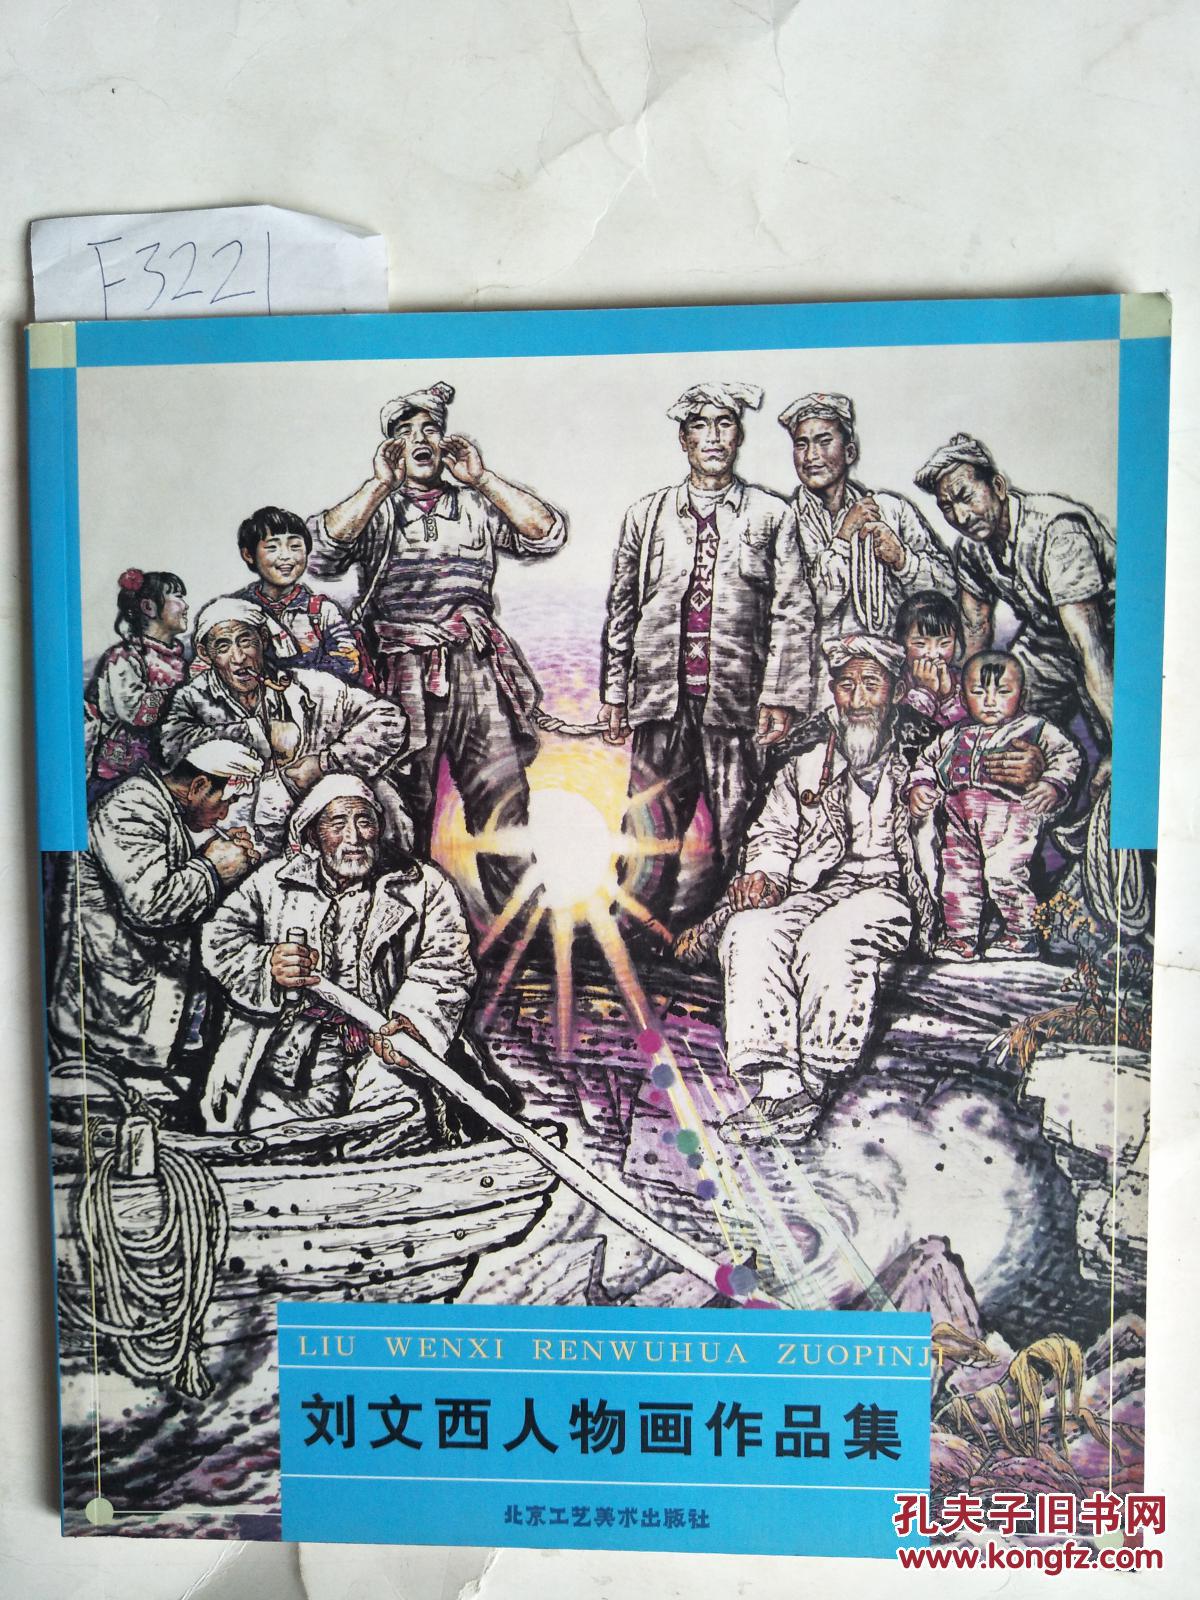 F3221
LIU WENXI RENWUHUA ZUOPINJI
刘文西人物画作品集
北京工艺美术出版社
孔夫子旧书网
www.kongfz.com